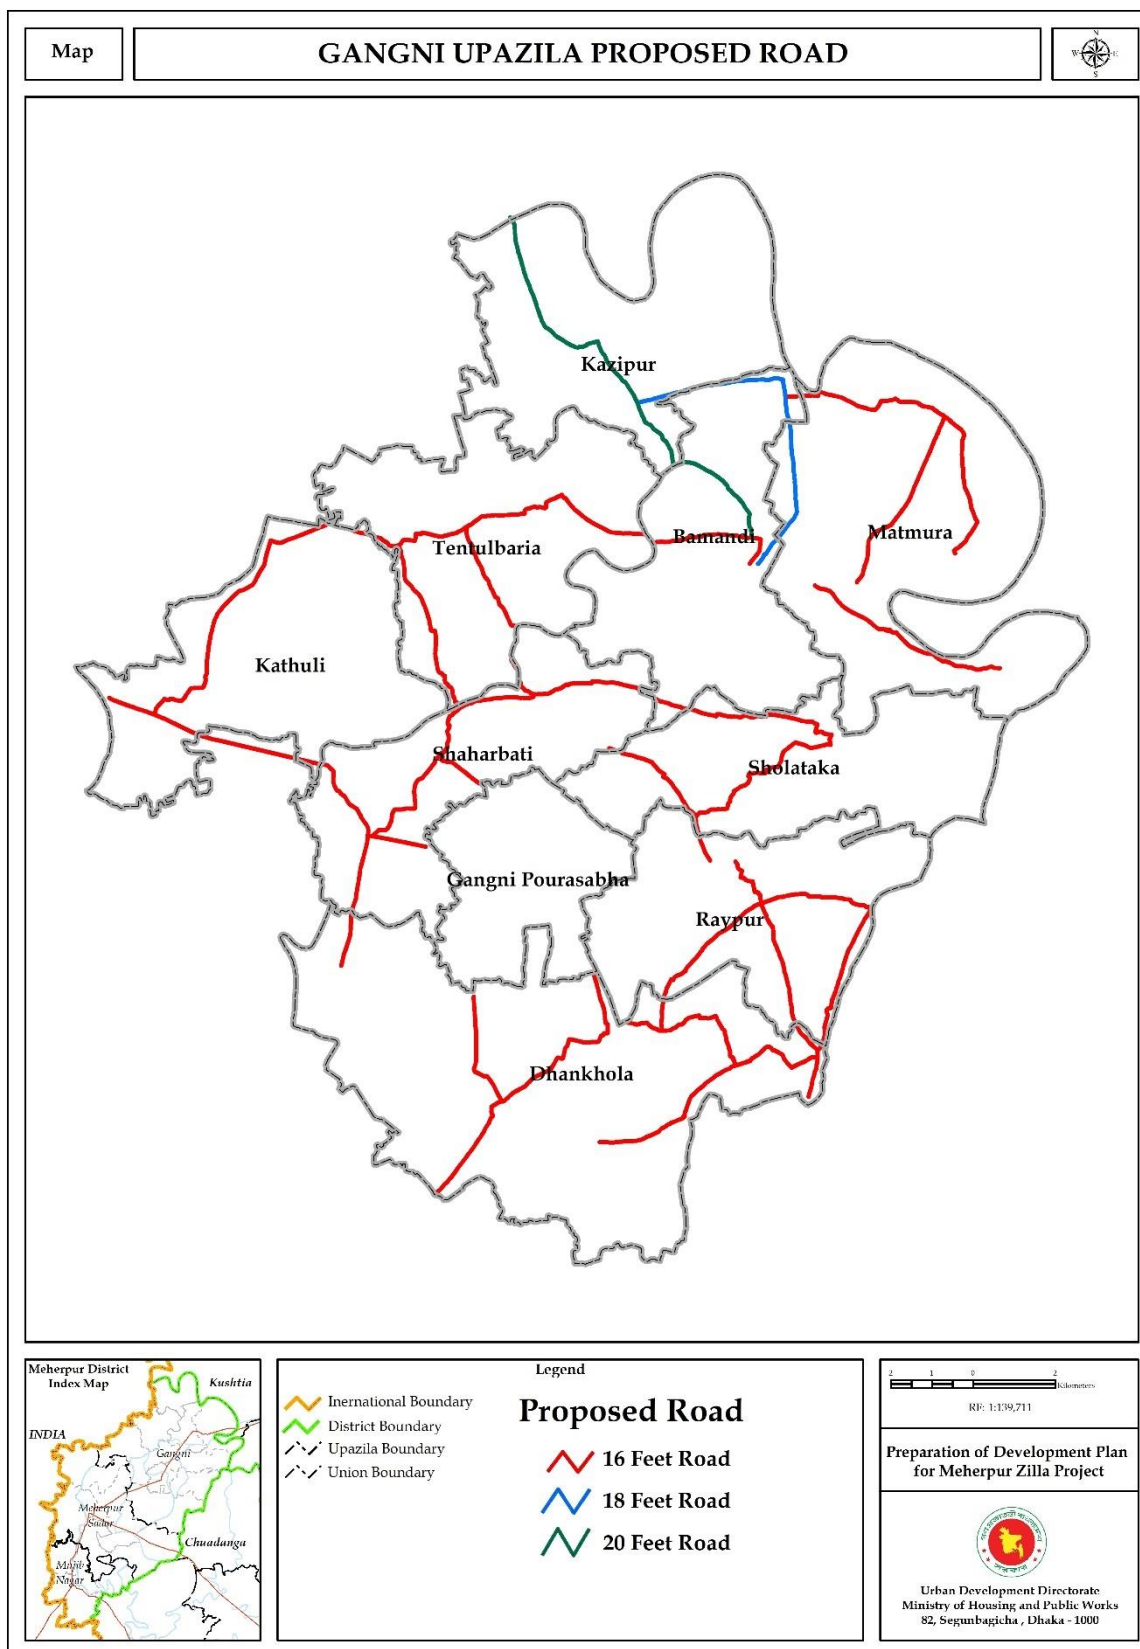 Map
GANGNI UPAZILA PROPOSED ROAD
N
W
E
S
Kazipur
Matmura
Bamandi
Tentulbaria
Kathuli
Shaharbati
Sholataka
Gangni Pourasabha
Raypur
Dhankhola
Meherpur District
Index Map
Kushtia
INDIA
Gangni
Meherpur
Sadar
Chuadanga
Mujib
Nagar
Legend
Inernational Boundary
District Boundary
Upazila Boundary
Union Boundary
Proposed Road
16 Feet Road
18 Feet Road
20 Feet Road
2 1 0 2
Kilometers
RF: 1:139,711
Preparation of Development Plan
for Meherpur Zilla Project
Urban Development Directorate
Ministry of Housing and Public Works
82, Segunbagicha , Dhaka - 1000